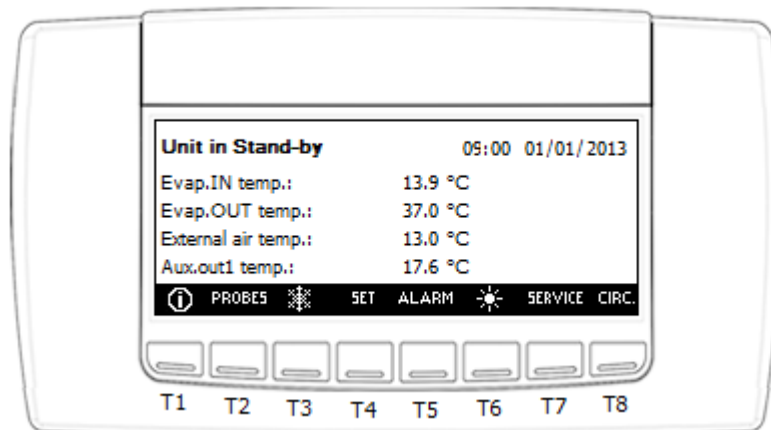 Unit in Stand-by 09:00 01/01/2013
Evap.IN temp.: 13.9 °C
Evap.OUT temp.: 37.0 °C
External air temp.: 13.0 °C
Aux.out1 temp.: 17.6 °C
PROBES SET ALARM SERVICE CIRC.
T1 T2 T3 T4 T5 T6 T7 T8